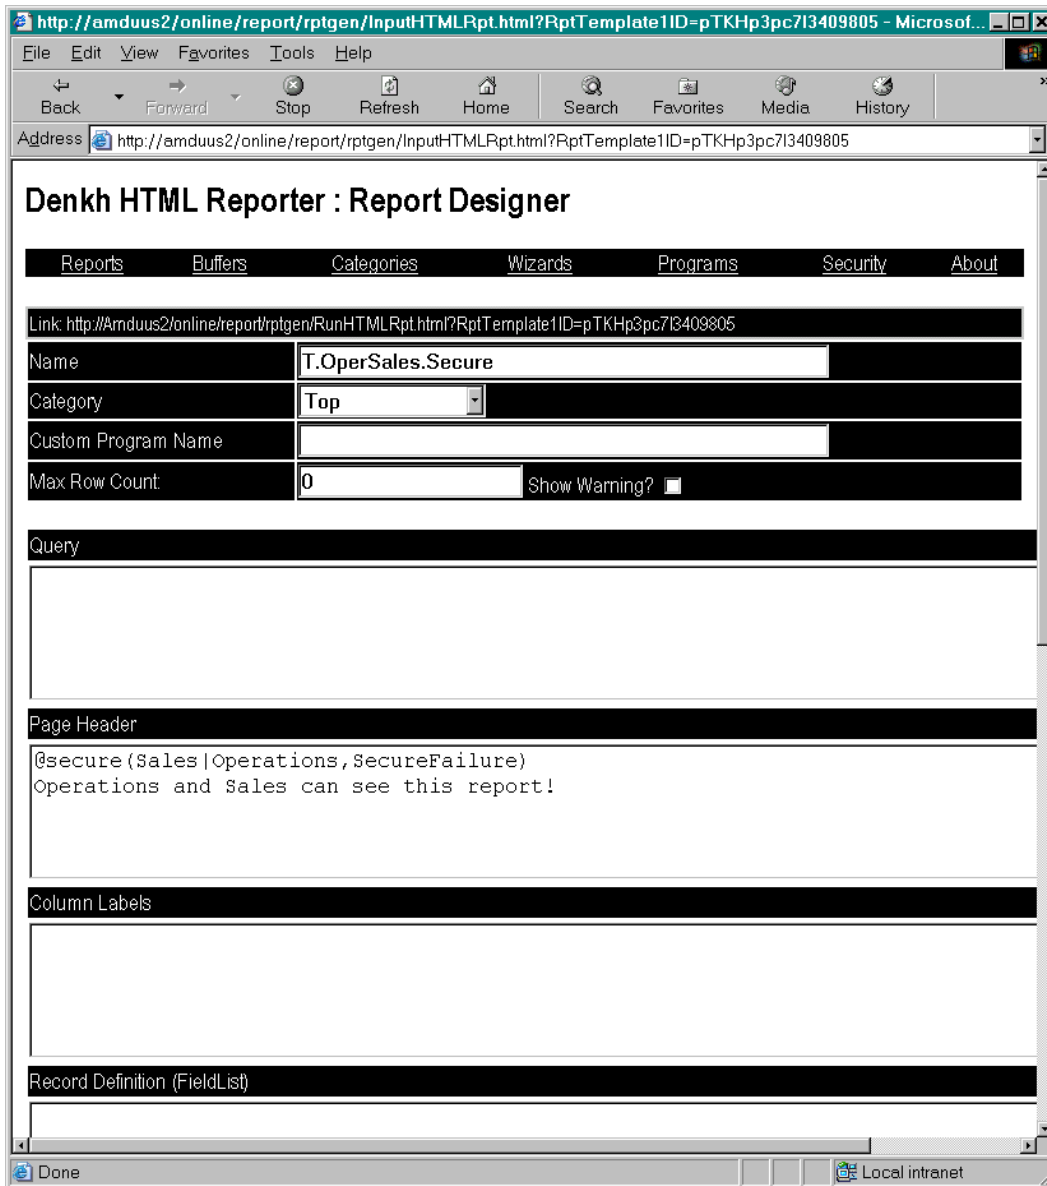 http://amduus2/online/report/rptgen/InputHTMLRpt.html?RptTemplate1ID=pTKHp3pc7I3409805 - Microsof...
File Edit View Favorites Tools Help
Back Forward Stop Refresh Home Search Favorites Media History »
Address http://amduus2/online/report/rptgen/InputHTMLRpt.html?RptTemplate1ID=pTKHp3pc7I3409805
Denkh HTML Reporter : Report Designer
Reports Buffers Categories Wizards Programs Security About
Link: http://Amduus2/online/report/rptgen/RunHTMLRpt.html?RptTemplate1ID=pTKHp3pc7I3409805
Name T.OperSales.Secure
Category Top
Custom Program Name
Max Row Count: 0 Show Warning?
Query
Page Header
@secure(Sales|Operations,SecureFailure)
Operations and Sales can see this report!
Column Labels
Record Definition (FieldList)
Done Local intranet